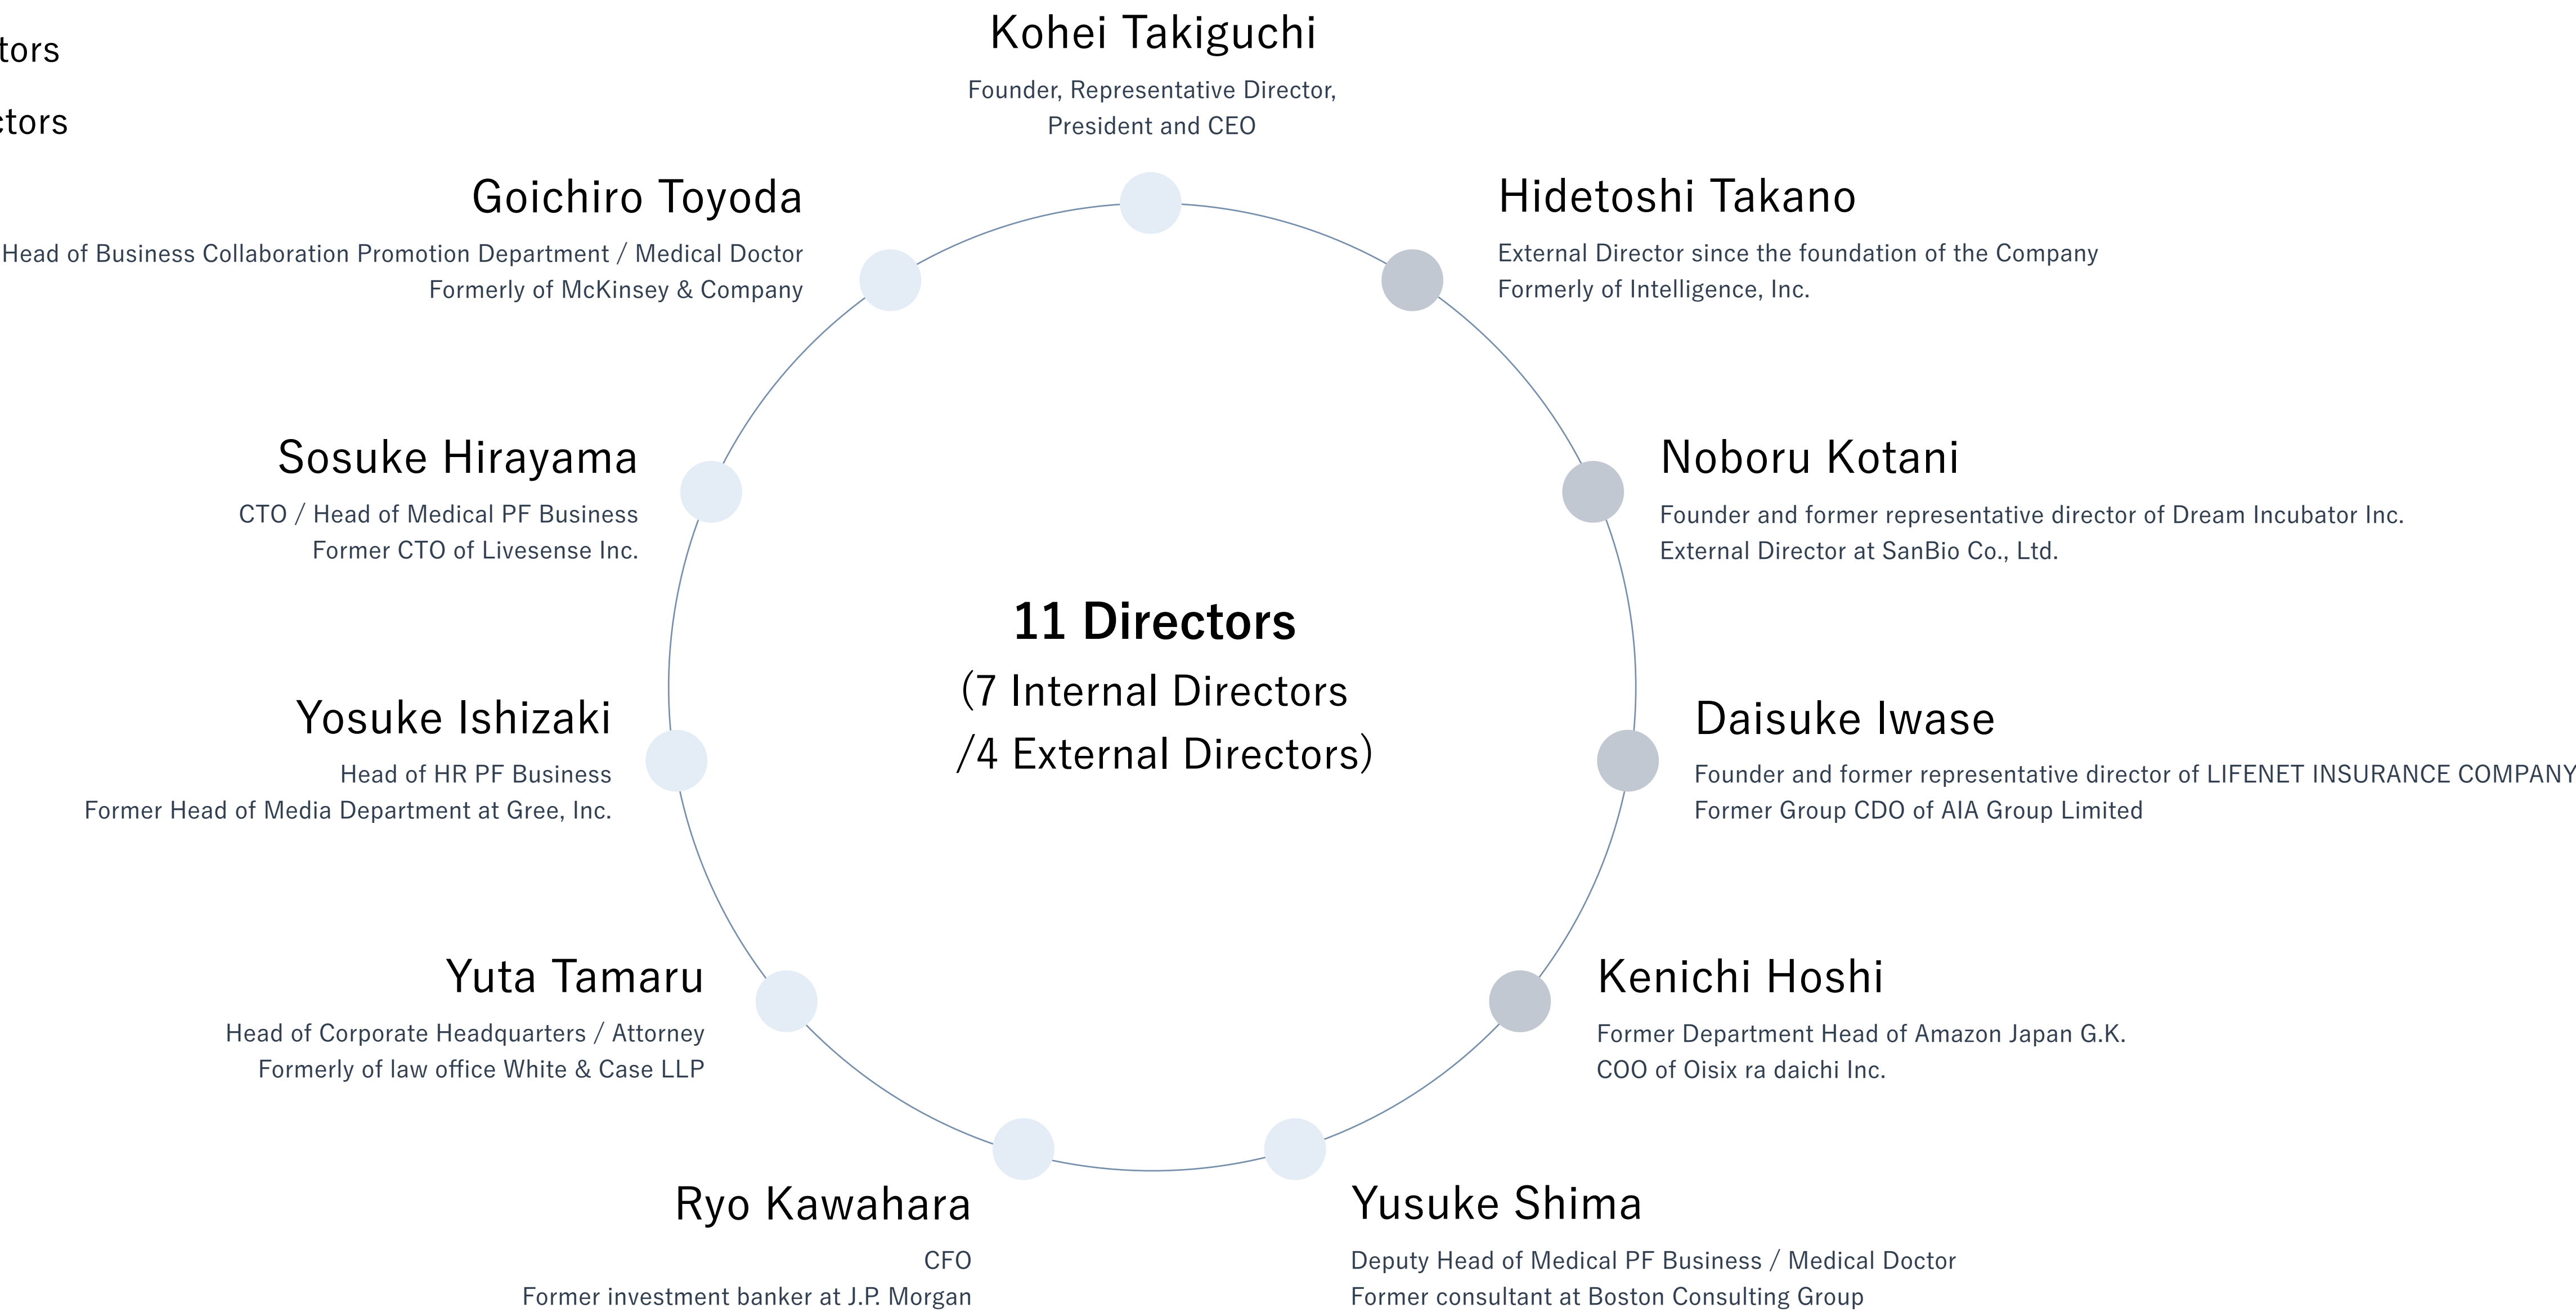 tors
ctors
Kohei Takiguchi
Founder, Representative Director,
President and CEO
Goichiro Toyoda
Head of Business Collaboration Promotion Department / Medical Doctor
Formerly of McKinsey & Company
Hidetoshi Takano
External Director since the foundation of the Company
Formerly of Intelligence, Inc.
Sosuke Hirayama
CTO / Head of Medical PF Business
Former CTO of Livesense Inc.
Noboru Kotani
Founder and former representative director of Dream Incubator Inc.
External Director at SanBio Co., Ltd.
11 Directors
(7 Internal Directors
/4 External Directors)
Yosuke Ishizaki
Head of HR PF Business
Former Head of Media Department at Gree, Inc.
Daisuke Iwase
Founder and former representative director of LIFENET INSURANCE COMPANY
Former Group CDO of AIA Group Limited
Yuta Tamaru
Head of Corporate Headquarters / Attorney
Formerly of law office White & Case LLP
Kenichi Hoshi
Former Department Head of Amazon Japan G.K.
COO of Oisix ra daichi Inc.
Ryo Kawahara
CFO
Former investment banker at J.P. Morgan
Yusuke Shima
Deputy Head of Medical PF Business / Medical Doctor
Former consultant at Boston Consulting Group